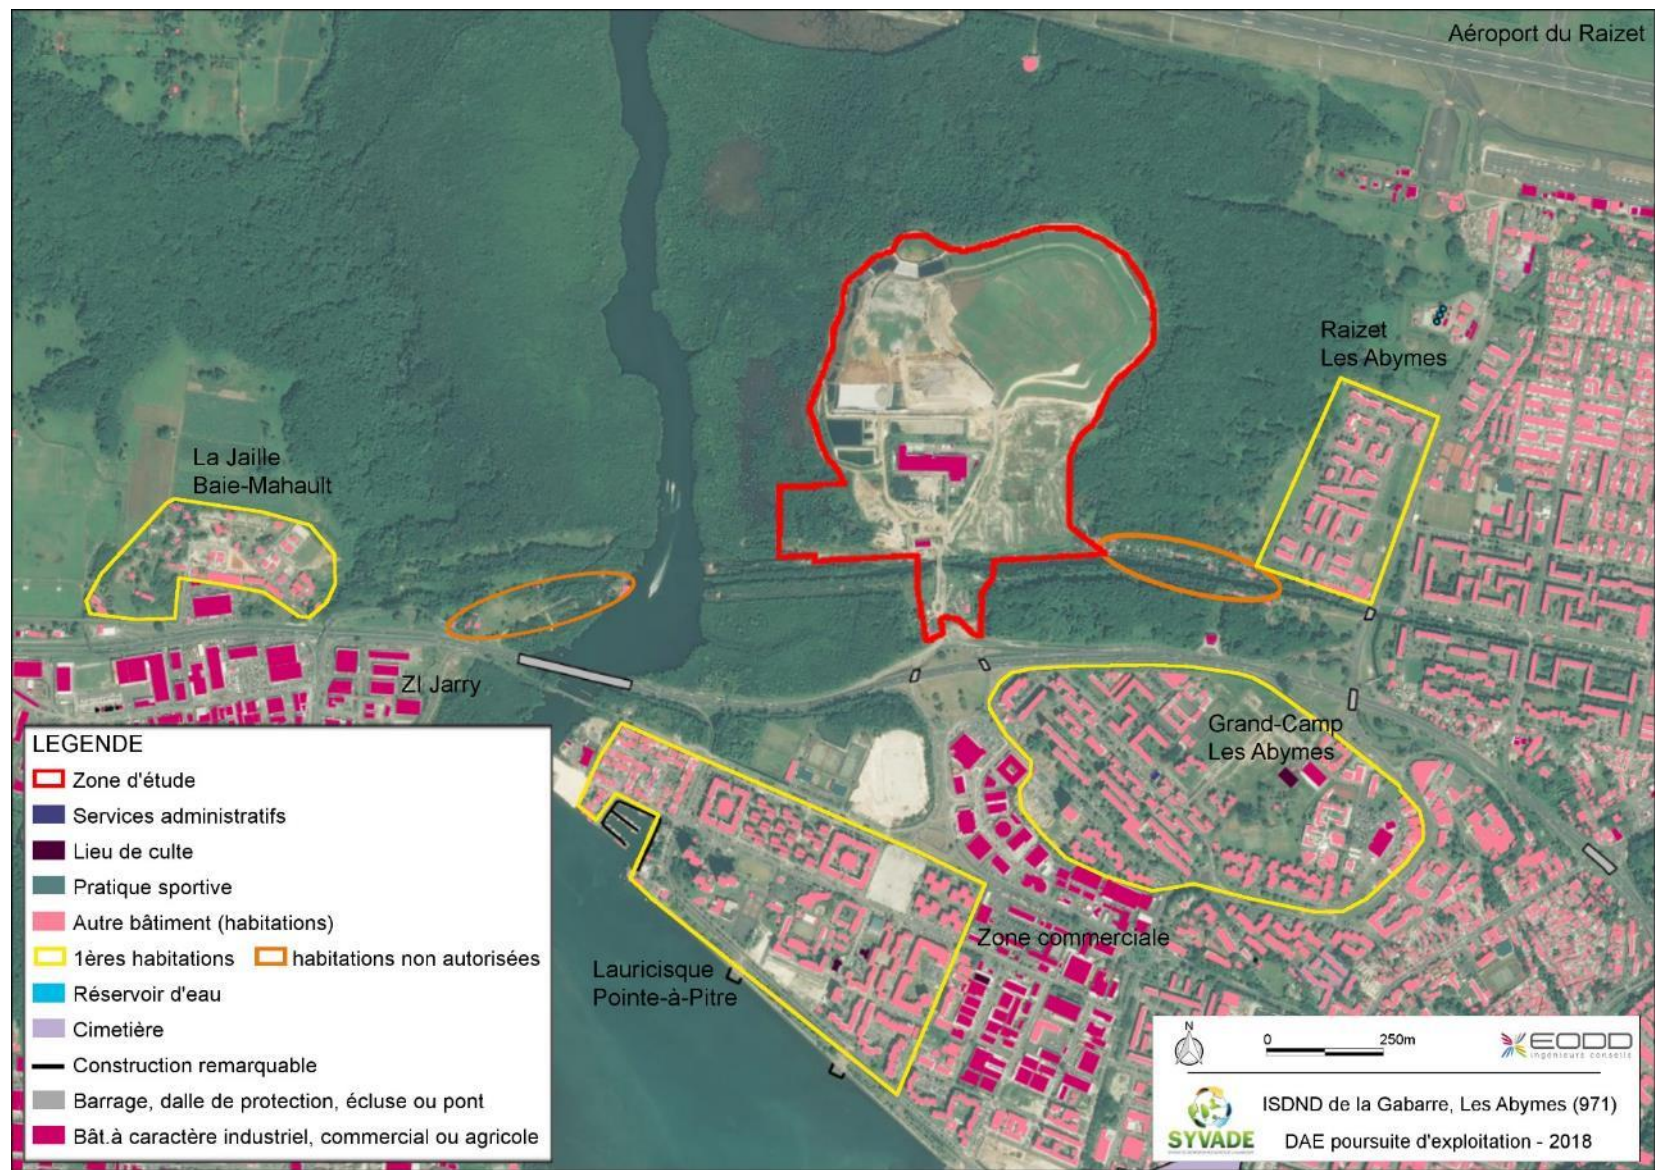 Aéroport du Raizet
Raizet
Les Abymes
La Jaille
Baie-Mahault
ZI Jarry
Grand-Camp
Les Abymes
Zone commerciale
Lauricisque
Pointe-à-Pitre
LEGENDE
Zone d'étude
Services administratifs
Lieu de culte
Pratique sportive
Autre bâtiment (habitations)
1ères habitations habitations non autorisées
Réservoir d'eau
Cimetière
Construction remarquable
Barrage, dalle de protection, écluse ou pont
Bât.à caractère industriel, commercial ou agricole
N
0 250m
EODD
ingénieurs conseils
ISDND de la Gabarre, Les Abymes (971)
SYVADE
DAE poursuite d'exploitation - 2018